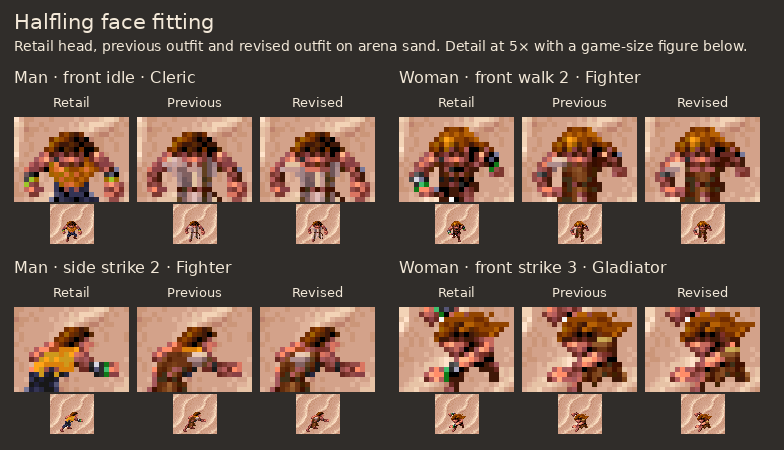 Halfling face fitting
Retail head, previous outfit and revised outfit on arena sand. Detail at 5× with a game-size figure below.
Man · front idle · Cleric
Retail Previous Revised
Woman · front walk 2 · Fighter
Retail Previous Revised
Man · side strike 2 · Fighter
Retail Previous Revised
Woman · front strike 3 · Gladiator
Retail Previous Revised